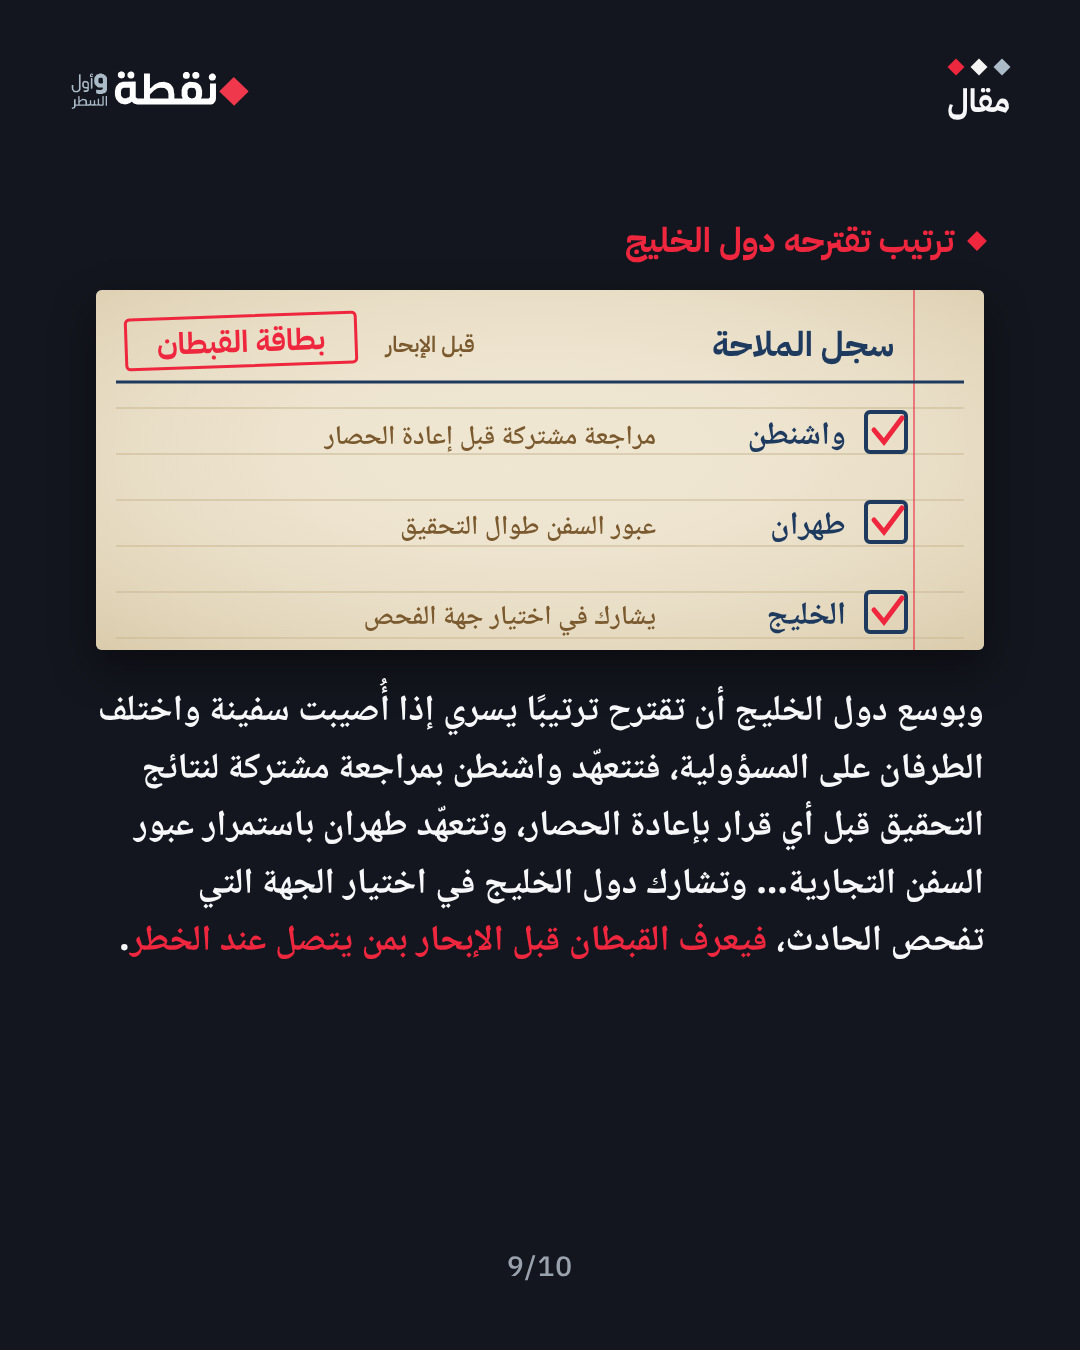 مقال
نقطة وأول السطر
ترتيب تقترحه دول الخليج
سجل الملاحة
قبل الإبحار
بطاقة القبطان
واشنطن
مراجعة مشتركة قبل إعادة الحصار
طهران
عبور السفن طوال التحقيق
الخليج
يشارك في اختيار جهة الفحص
وبوسع دول الخليج أن تقترح ترتيبًا يسري إذا أُصيبت سفينة واختلف
الطرفان على المسؤولية، فتتعهّد واشنطن بمراجعة مشتركة لنتائج
التحقيق قبل أي قرار بإعادة الحصار، وتتعهّد طهران باستمرار عبور
السفن التجارية... وتشارك دول الخليج في اختيار الجهة التي
تفحص الحادث، فيعرف القبطان قبل الإبحار بمن يتصل عند الخطر.
9/10